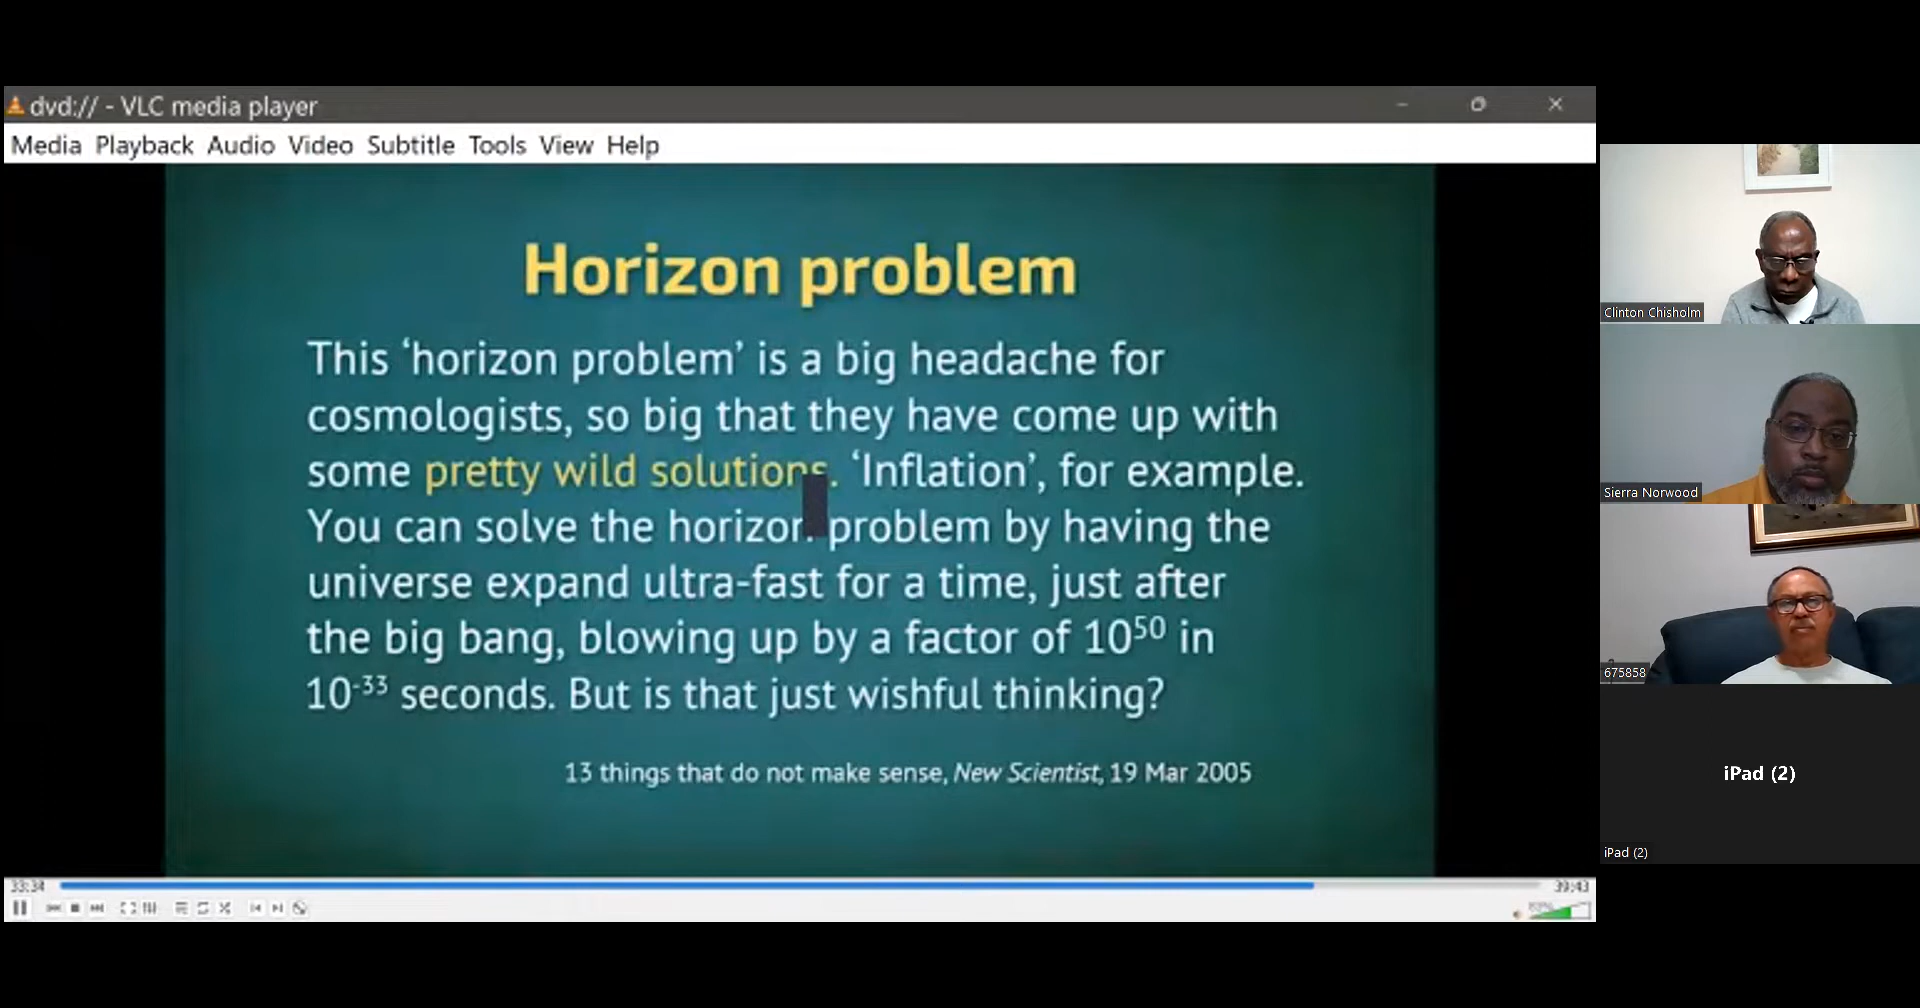 dvd:// - VLC media player
Media Playback Audio Video Subtitle Tools View Help
Horizon problem
This ‘horizon problem’ is a big headache for
cosmologists, so big that they have come up with
some pretty wild solutions. ‘Inflation’, for example.
You can solve the horizon problem by having the
universe expand ultra-fast for a time, just after
the big bang, blowing up by a factor of 10⁵⁰ in
10⁻³³ seconds. But is that just wishful thinking?
13 things that do not make sense, New Scientist, 19 Mar 2005
33:34
39:43
Clinton Chisholm
Sierra Norwood
675858
iPad (2)
iPad (2)